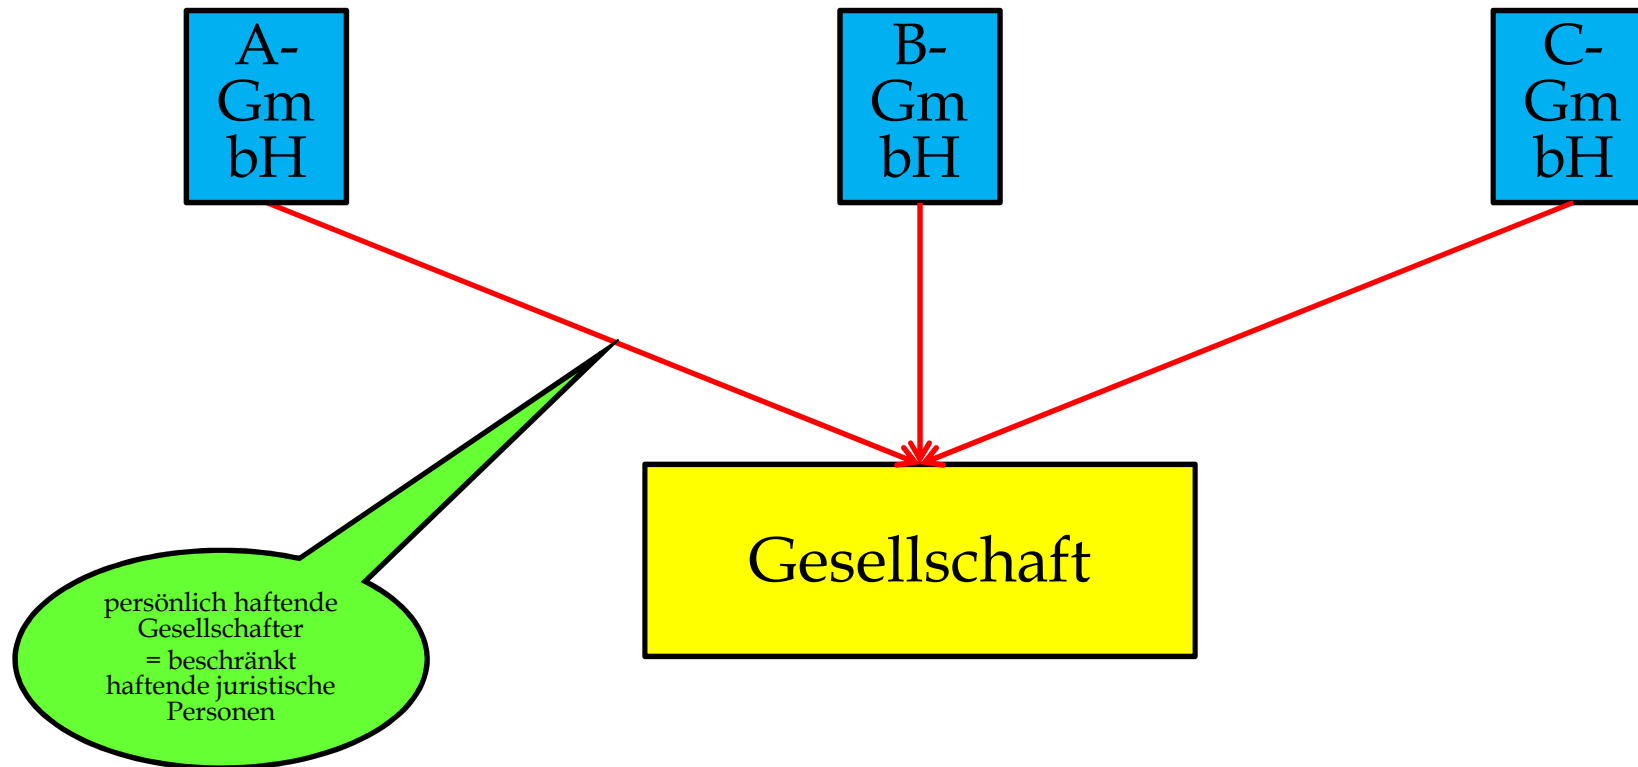 A-
Gm
bH
B-
Gm
bH
C-
Gm
bH
Gesellschaft
persönlich haftende
Gesellschafter
= beschränkt
haftende juristische
Personen